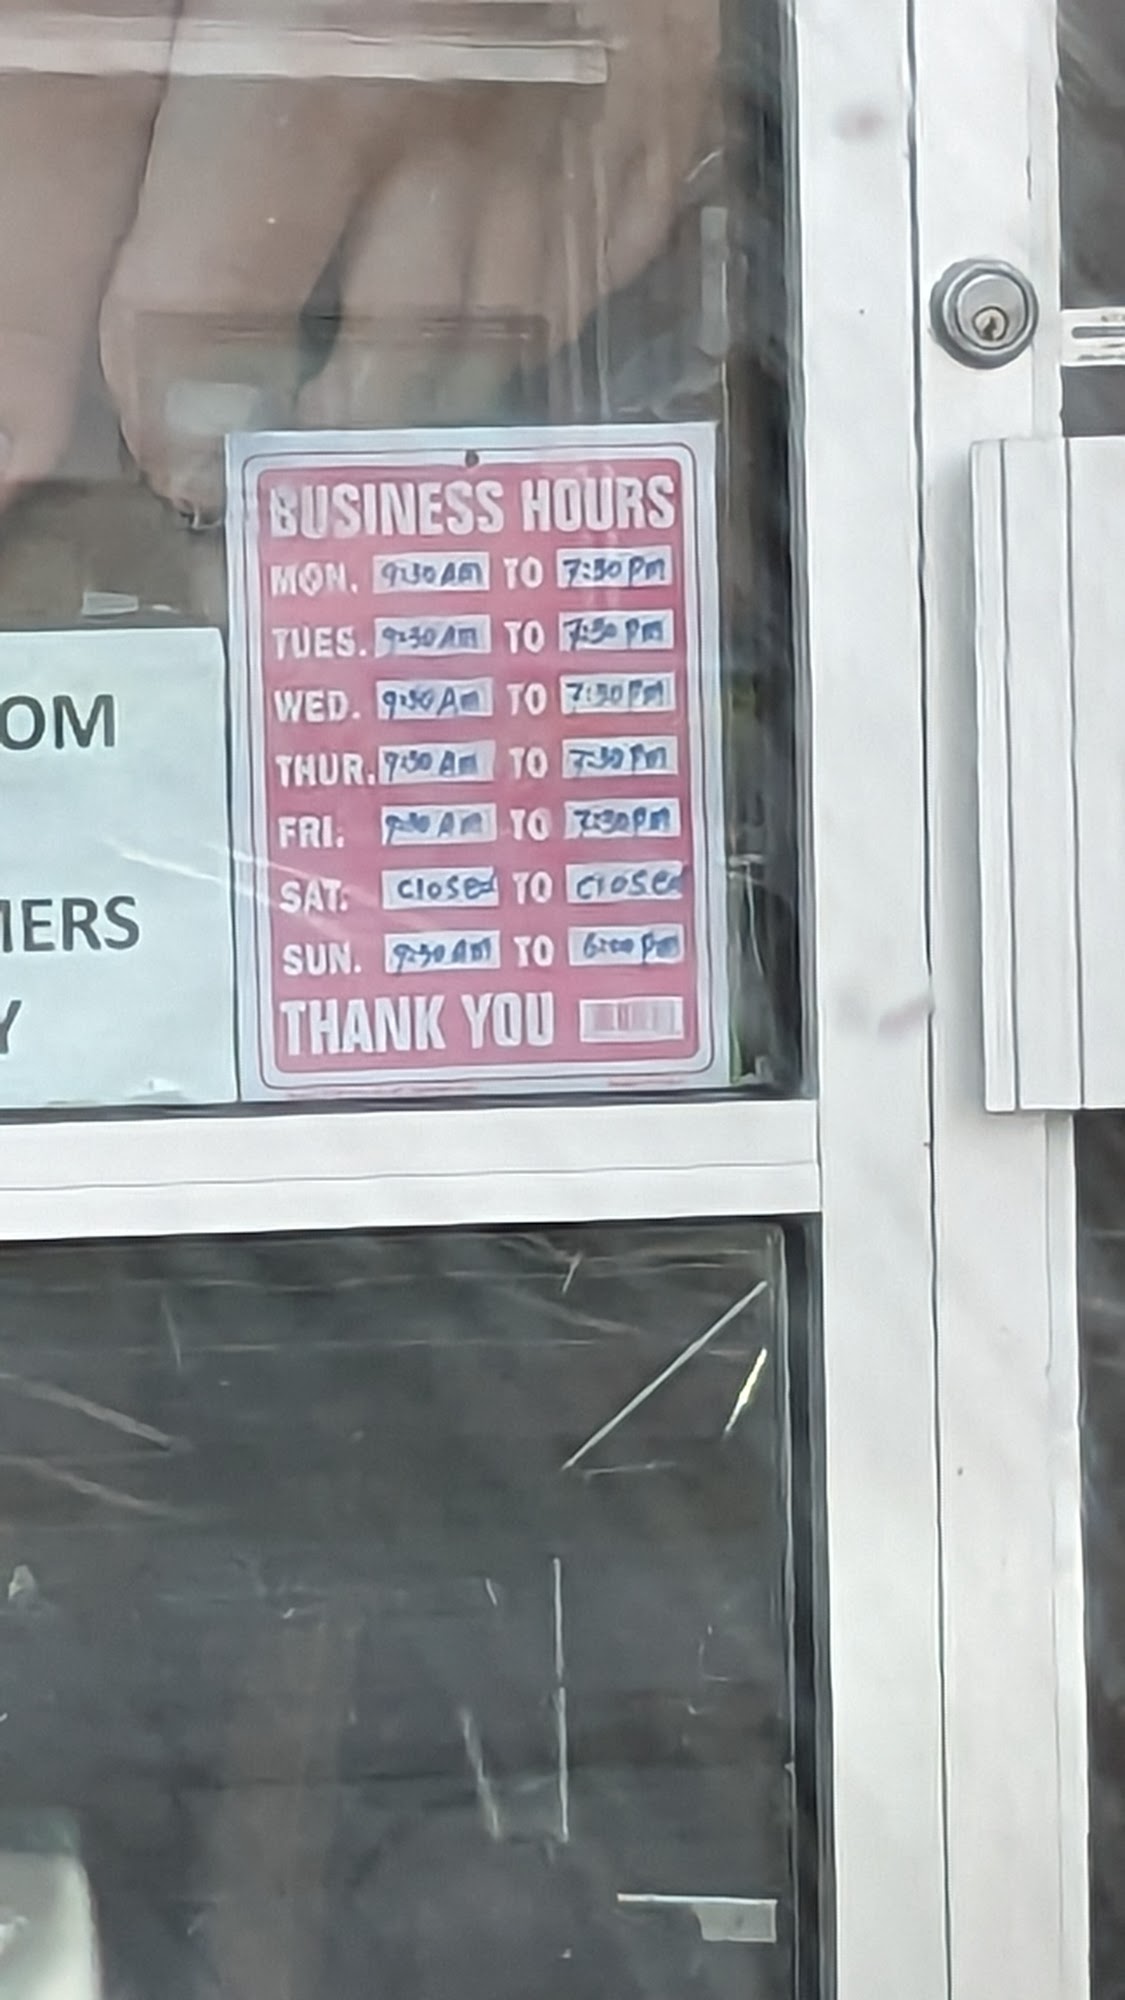 BUSINESS HOURS
MON. 9:30 AM TO 7:30 Pm
TUES. 9:30 Am TO 7:30 Pm
WED. 9:30 Am TO 7:30 Pm
THUR. 9:30 Am TO 7:30 Pm
FRI. 9:30 Am TO 7:30 Pm
SAT. Closed TO Closed
SUN. 9:30 AM TO 6:00 Pm
THANK YOU
OM
MERS
Y